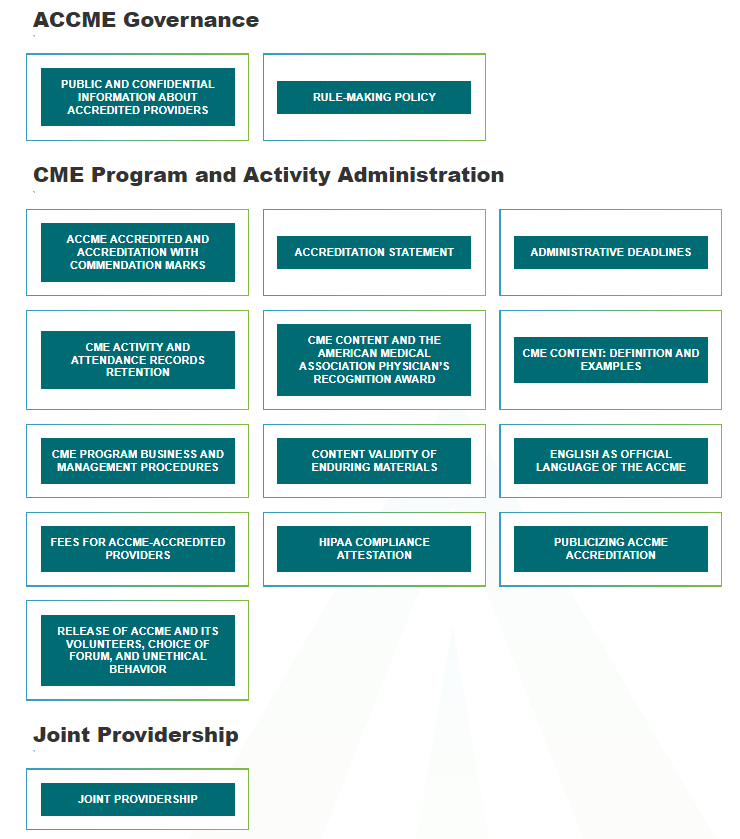 ACCME Governance
PUBLIC AND CONFIDENTIAL
INFORMATION ABOUT
ACCREDITED PROVIDERS
RULE-MAKING POLICY
CME Program and Activity Administration
ACCME ACCREDITED AND
ACCREDITATION WITH
COMMENDATION MARKS
ACCREDITATION STATEMENT
ADMINISTRATIVE DEADLINES
CME ACTIVITY AND
ATTENDANCE RECORDS
RETENTION
CME CONTENT AND THE
AMERICAN MEDICAL
ASSOCIATION PHYSICIAN'S
RECOGNITION AWARD
CME CONTENT: DEFINITION AND
EXAMPLES
CME PROGRAM BUSINESS AND
MANAGEMENT PROCEDURES
CONTENT VALIDITY OF
ENDURING MATERIALS
ENGLISH AS OFFICIAL
LANGUAGE OF THE ACCME
FEES FOR ACCME-ACCREDITED
PROVIDERS
HIPAA COMPLIANCE
ATTESTATION
PUBLICIZING ACCME
ACCREDITATION
RELEASE OF ACCME AND ITS
VOLUNTEERS, CHOICE OF
FORUM, AND UNETHICAL
BEHAVIOR
Joint Providership
JOINT PROVIDERSHIP